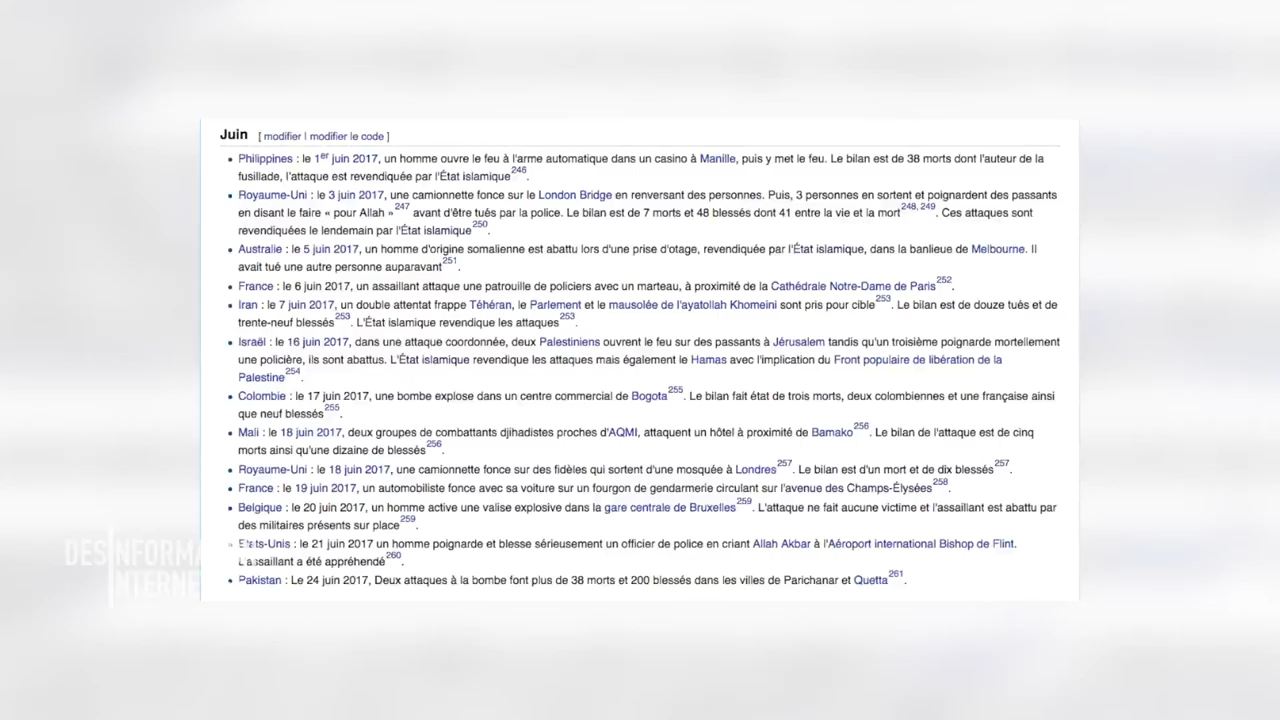 Juin [ modifier | modifier le code ]
Philippines : le 1er juin 2017, un homme ouvre le feu à l'arme automatique dans un casino à Manille, puis y met le feu. Le bilan est de 38 morts dont l'auteur de la
fusillade, l'attaque est revendiquée par l'État islamique246.
Royaume-Uni : le 3 juin 2017, une camionnette fonce sur le London Bridge en renversant des personnes. Puis, 3 personnes en sortent et poignardent des passants
en disant le faire « pour Allah »247 avant d'être tués par la police. Le bilan est de 7 morts et 48 blessés dont 41 entre la vie et la mort248, 249. Ces attaques sont
revendiquées le lendemain par l'État islamique250.
Australie : le 5 juin 2017, un homme d'origine somalienne est abattu lors d'une prise d'otage, revendiquée par l'État islamique, dans la banlieue de Melbourne. Il
avait tué une autre personne auparavant251.
France : le 6 juin 2017, un assaillant attaque une patrouille de policiers avec un marteau, à proximité de la Cathédrale Notre-Dame de Paris252.
Iran : le 7 juin 2017, un double attentat frappe Téhéran, le Parlement et le mausolée de l'ayatollah Khomeini sont pris pour cible253. Le bilan est de douze tués et de
trente-neuf blessés253. L'État islamique revendique les attaques253.
Israël : le 16 juin 2017, dans une attaque coordonnée, deux Palestiniens ouvrent le feu sur des passants à Jérusalem tandis qu'un troisième poignarde mortellement
une policière, ils sont abattus. L'État islamique revendique les attaques mais également le Hamas avec l'implication du Front populaire de libération de la
Palestine254.
Colombie : le 17 juin 2017, une bombe explose dans un centre commercial de Bogota255. Le bilan fait état de trois morts, deux colombiennes et une française ainsi
que neuf blessés255.
Mali : le 18 juin 2017, deux groupes de combattants djihadistes proches d'AQMI, attaquent un hôtel à proximité de Bamako256. Le bilan de l'attaque est de cinq
morts ainsi qu'une dizaine de blessés256.
Royaume-Uni : le 18 juin 2017, une camionnette fonce sur des fidèles qui sortent d'une mosquée à Londres257. Le bilan est d'un mort et de dix blessés257.
France : le 19 juin 2017, un automobiliste fonce avec sa voiture sur un fourgon de gendarmerie circulant sur l'avenue des Champs-Élysées258.
Belgique : le 20 juin 2017, un homme active une valise explosive dans la gare centrale de Bruxelles259. L'attaque ne fait aucune victime et l'assaillant est abattu par
des militaires présents sur place259.
États-Unis : le 21 juin 2017 un homme poignarde et blesse sérieusement un officier de police en criant Allah Akbar à l'Aéroport international Bishop de Flint.
L'assaillant a été appréhendé260.
Pakistan : Le 24 juin 2017, Deux attaques à la bombe font plus de 38 morts et 200 blessés dans les villes de Parichanar et Quetta261.
DESINFORMA
INTERNE